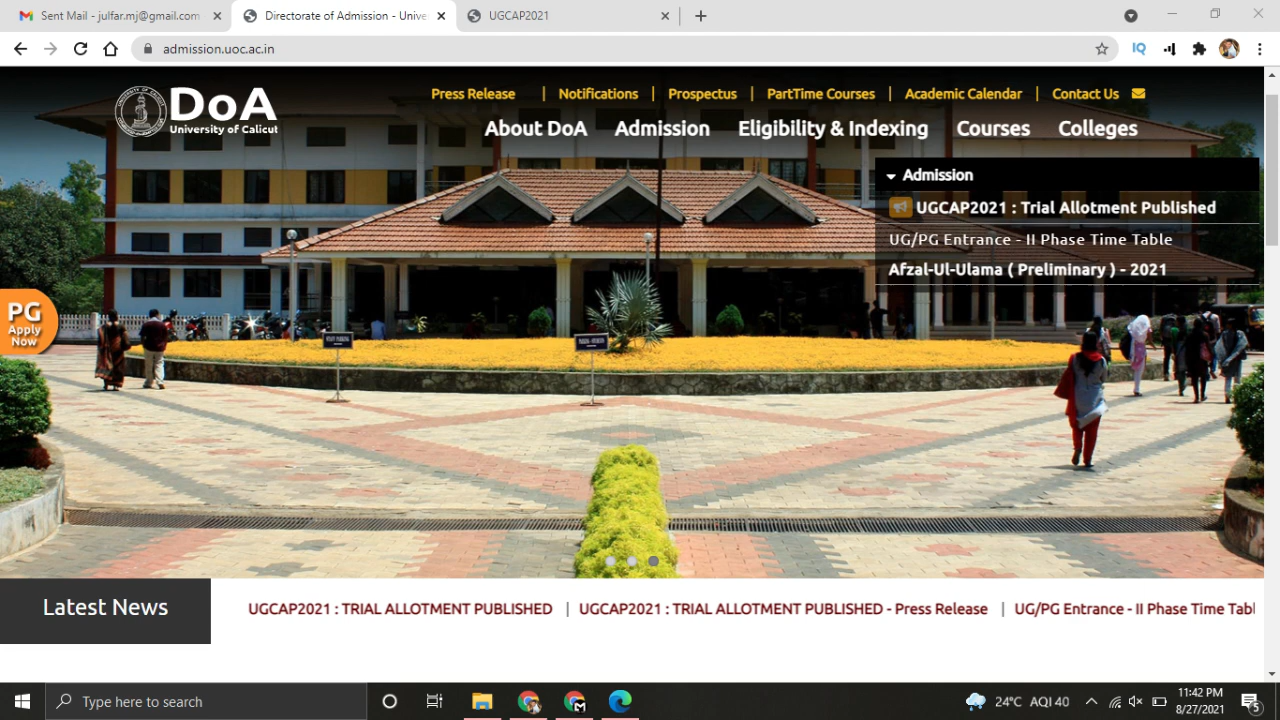 Sent Mail - julfar.mj@gmail.com
Directorate of Admission - Unive
UGCAP2021
admission.uoc.ac.in
IQ
Press Release | Notifications | Prospectus | PartTime Courses | Academic Calendar | Contact Us
DoA
University of Calicut
About DoA Admission Eligibility & Indexing Courses Colleges
Admission
UGCAP2021 : Trial Allotment Published
UG/PG Entrance - II Phase Time Table
Afzal-Ul-Ulama ( Preliminary ) - 2021
PG
Apply
Now
Latest News
UGCAP2021 : TRIAL ALLOTMENT PUBLISHED | UGCAP2021 : TRIAL ALLOTMENT PUBLISHED - Press Release | UG/PG Entrance - II Phase Time Tabl
Type here to search
24°C AQI 40
11:42 PM
8/27/2021
5